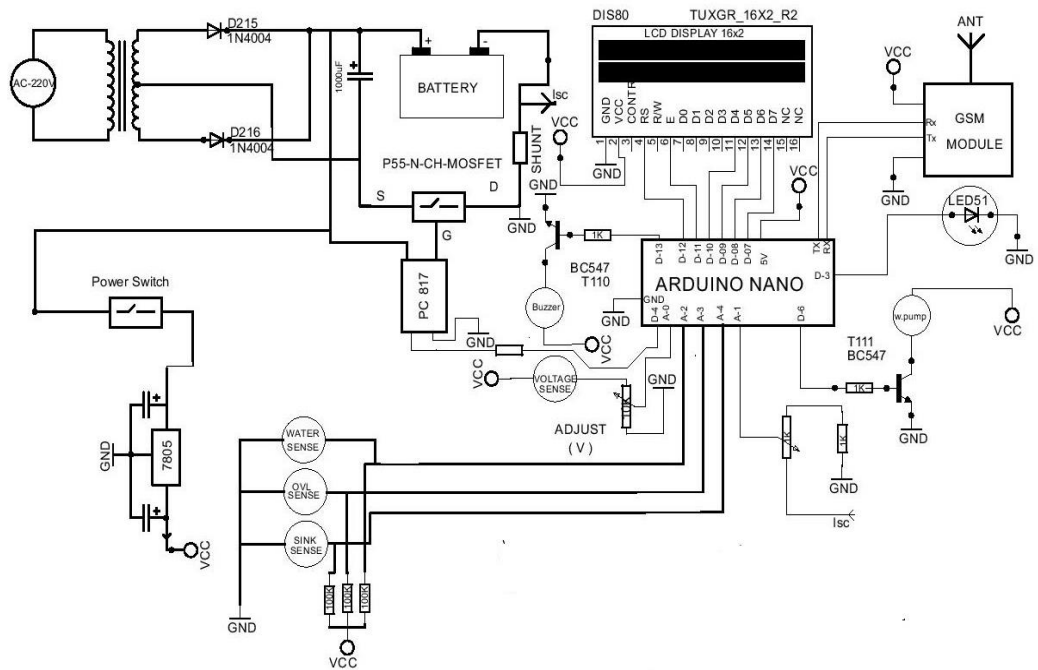 DIS80 TUXGR_16X2_R2
LCD DISPLAY 16x2
ANT
D215
1N4004
VCC
AC-220V
+ -
BATTERY
1000uF
+
Isc
GND
VCC
CONTR
RS
R/W
E
D0
D1
D2
D3
D4
D5
D6
D7
NC
NC
1 2 3 4 5 6 7 8 9 10 11 12 13 14 15 16
GSM
MODULE
Rx
Tx
D216
1N4004
SHUNT
VCC
GND
P55-N-CH-MOSFET
S D
G
GND
GND
VCC
GND
LED51
GND
1K
D-13
D-12
D-11
D-10
D-09
D-08
D-07
5V
TX
RX
D-3
ARDUINO NANO
GND
D-4
A-0
A-2
A-3
A-4
A-1
D-6
BC547
T110
Buzzer
VCC
GND
PC 817
GND
Power Switch
w.pump
VCC
T111
BC547
1K
GND
VCC
VOLTAGE
SENSE
10K
GND
ADJUST
( V )
1K
1K
GND
Isc
+
7805
GND
+
VCC
WATER
SENSE
OVL
SENSE
SINK
SENSE
100K
100K
100K
GND
VCC